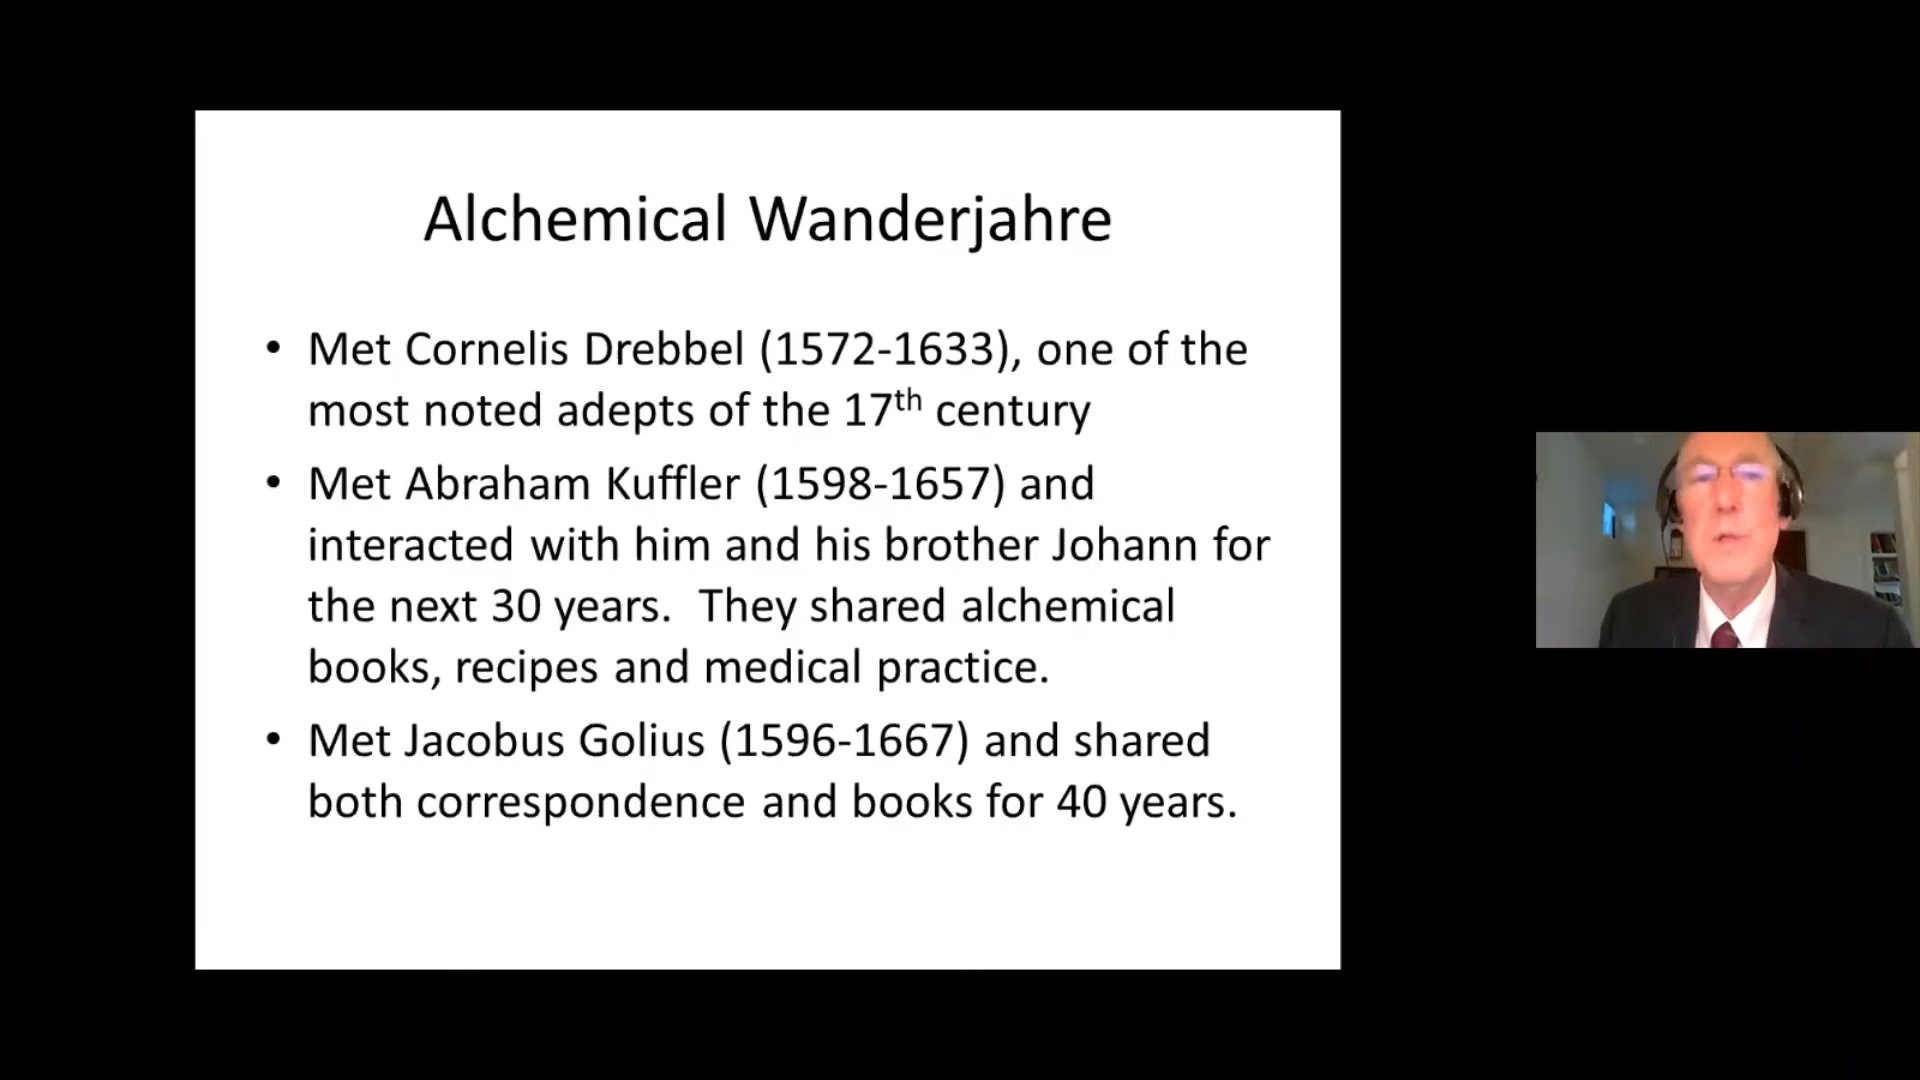 Alchemical Wanderjahre
• Met Cornelis Drebbel (1572-1633), one of the
most noted adepts of the 17th century
• Met Abraham Kuffler (1598-1657) and
interacted with him and his brother Johann for
the next 30 years.  They shared alchemical
books, recipes and medical practice.
• Met Jacobus Golius (1596-1667) and shared
both correspondence and books for 40 years.